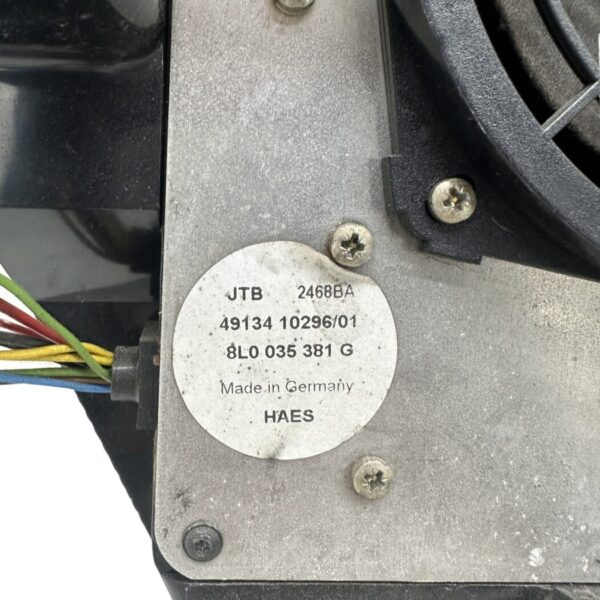 JTB 2468BA
49134 10296/01
8L0 035 381 G
Made in Germany
HAES